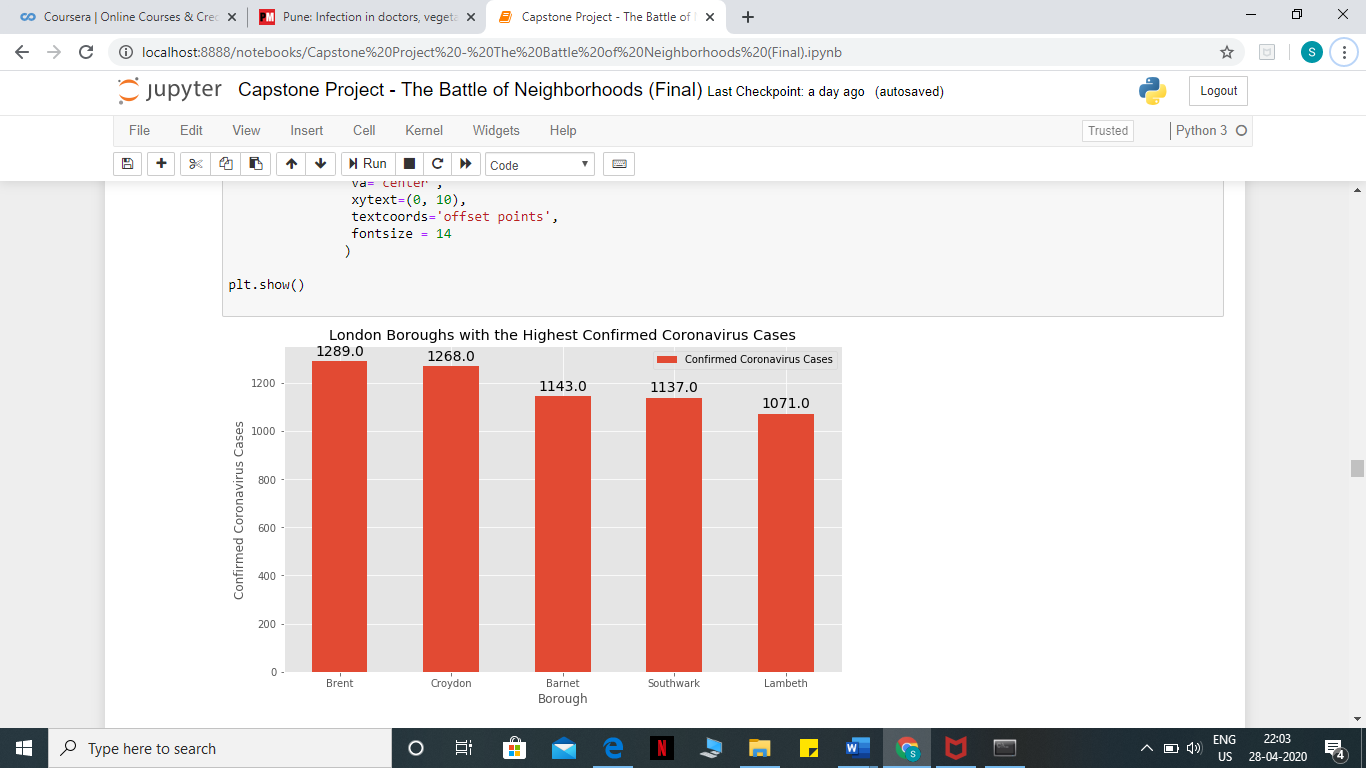 Coursera | Online Courses & Cre
Pune: Infection in doctors, vegeta
Capstone Project - The Battle of
localhost:8888/notebooks/Capstone%20Project%20-%20The%20Battle%20of%20Neighborhoods%20(Final).ipynb
S
jupyter Capstone Project - The Battle of Neighborhoods (Final) Last Checkpoint: a day ago (autosaved)
Logout
File Edit View Insert Cell Kernel Widgets Help
Trusted Python 3
Run Code
va='center',
xytext=(0, 10),
textcoords='offset points',
fontsize = 14
)
plt.show()
London Boroughs with the Highest Confirmed Coronavirus Cases
1289.0 1268.0 1143.0 1137.0 1071.0
Confirmed Coronavirus Cases
Confirmed Coronavirus Cases
1200
1000
800
600
400
200
0
Brent Croydon Barnet Southwark Lambeth
Borough
Type here to search
ENG
US
22:03
28-04-2020
4